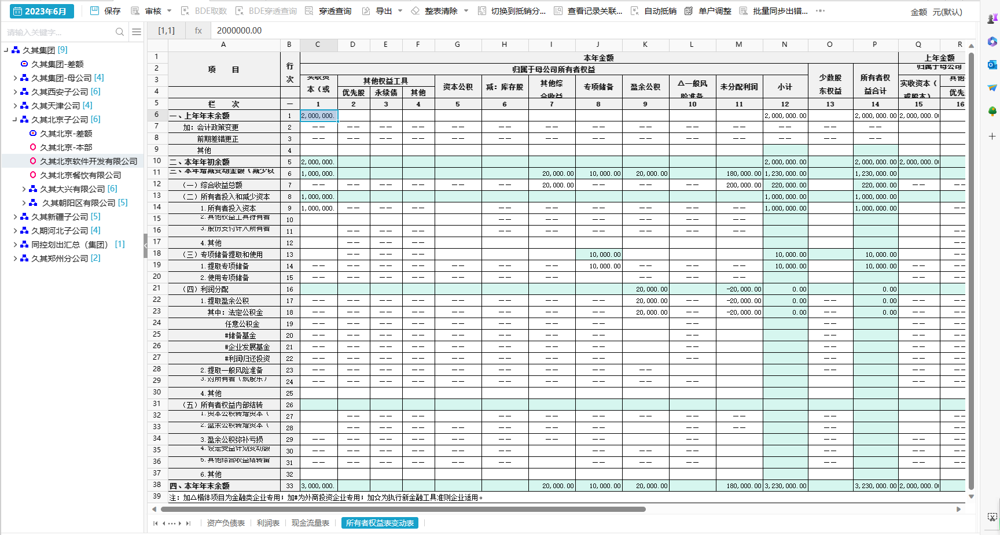 2023年6月 保存 审核 BDE取数 BDE穿透查询 穿透查询 导出 整表清除 切换到抵销分... 查看记录关联... 自动抵销 单户调整 批量同步出错... 金额 元(默认)
请输入关键字...
久其集团 [9]
久其集团-差额
久其集团-母公司 [4]
久其西安子公司 [6]
久其天津公司 [4]
久其北京子公司 [6]
久其北京-差额
久其北京-本部
久其北京软件开发有限公司
久其北京餐饮有限公司
久其大兴有限公司 [6]
久其朝阳区有限公司 [5]
久其新疆子公司 [5]
久期河北子公司 [4]
同控划出汇总（集团） [1]
久其郑州分公司 [2]
[1,1] fx 2000000.00
A B C D E F G H I J K L M N O P Q R
1 项 目 行次 本年金额 上年金额
2 归属于母公司所有者权益 少数股东权益 所有者权益合计 归属于母公司
3 实收资本（或 其他权益工具 资本公积 减：库存股 其他综合收益 专项储备 盈余公积 △一般风险准备 未分配利润 小计 实收资本（或股本） 其他
4 优先股 永续债 其他 优先
5 栏 次 — 1 2 3 4 5 6 7 8 9 10 11 12 13 14 15 16
6 一、上年年末余额 1 2,000,000. 2,000,000.00 2,000,000.00 2,000,000.0
7 加：会计政策变更 2 —— —— —— —— —— —— —— —— —— —— —— —— —— ——
8 前期差错更正 3 —— —— —— —— —— —— —— —— —— —— —— —— —— ——
9 其他 4
10 二、本年年初余额 5 2,000,000. 2,000,000.00 2,000,000.00 2,000,000.0
11 三、本年增减变动金额（减少以 6 1,000,000. 20,000.00 10,000.00 20,000.00 180,000.00 1,230,000.00 1,230,000.00
12 （一）综合收益总额 7 —— —— —— —— —— —— 20,000.00 —— —— —— 200,000.00 220,000.00 220,000.00 —— ——
13 （二）所有者投入和减少资本 8 1,000,000. 1,000,000.00 1,000,000.00
14 1.所有者投入资本 9 1,000,000. —— —— —— —— —— —— —— —— —— 1,000,000.00 1,000,000.00 ——
15 2.其他权益工具持有者 10 —— —— —— —— —— ——
16 3.股份支付计入所有者 11 —— —— —— —— —— —— —— —— —— ——
17 4.其他 12 —— —— —— ——
18 （三）专项储备提取和使用 13 —— —— —— 10,000.00 10,000.00 10,000.00 ——
19 1.提取专项储备 14 —— —— —— —— —— —— —— 10,000.00 —— —— —— 10,000.00 10,000.00 —— ——
20 2.使用专项储备 15 —— —— —— —— —— —— —— —— —— —— —— ——
21 （四）利润分配 16 20,000.00 -20,000.00 0.00 0.00
22 1.提取盈余公积 17 —— —— —— —— —— —— —— —— 20,000.00 —— -20,000.00 0.00 —— 0.00 —— ——
23 其中：法定公积金 18 —— —— —— —— —— —— —— —— 20,000.00 —— -20,000.00 0.00 —— 0.00 —— ——
24 任意公积金 19 —— —— —— —— —— —— —— —— —— —— —— ——
25 #储备基金 20 —— —— —— —— —— —— —— —— —— —— —— ——
26 #企业发展基金 21 —— —— —— —— —— —— —— —— —— —— —— ——
27 #利润归还投资 22 —— —— —— —— —— —— —— —— —— —— —— ——
28 2.提取一般风险准备 23 —— —— —— —— —— —— —— —— —— —— —— ——
29 3.对所有者（或股东） 24 —— —— —— —— —— —— —— —— —— —— —— ——
30 4.其他 25
31 （五）所有者权益内部结转 26
32 1.资本公积转增资本（ 27 —— —— —— —— —— —— —— —— —— —— ——
33 2.盈余公积转增资本（ 28 —— —— —— —— —— —— —— —— —— —— ——
34 3.盈余公积弥补亏损 29 —— —— —— —— —— —— —— —— —— —— —— ——
35 4.设定受益计划变动额 30 —— —— —— —— —— —— —— —— —— —— —— ——
36 5.其他综合收益结转留 31 —— —— —— —— —— —— —— —— —— —— —— ——
37 6.其他 32
38 四、本年年末余额 33 3,000,000. 20,000.00 10,000.00 20,000.00 180,000.00 3,230,000.00 3,230,000.00 2,000,000.0
39 注：加△楷体项目为金融类企业专用；加#为外商投资企业专用；加☆为执行新金融工具准则企业适用。
资产负债表 利润表 现金流量表 所有者权益表变动表